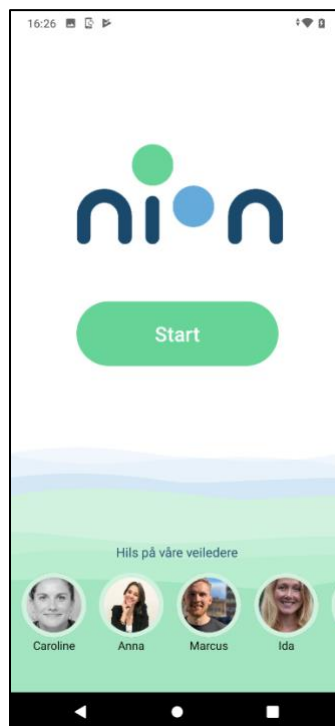 16:26
nion
Start
Hils på våre veiledere
Caroline
Anna
Marcus
Ida